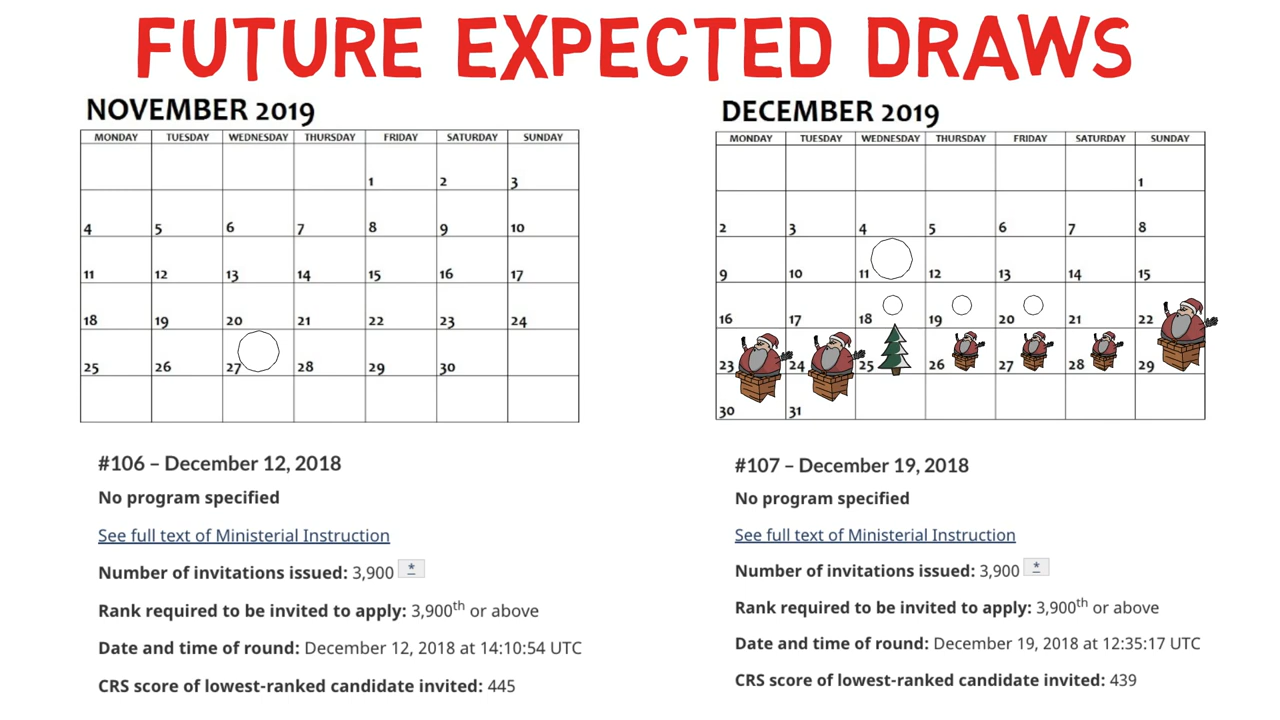 FUTURE EXPECTED DRAWS
NOVEMBER 2019
MONDAY TUESDAY WEDNESDAY THURSDAY FRIDAY SATURDAY SUNDAY
1 2 3
4 5 6 7 8 9 10
11 12 13 14 15 16 17
18 19 20 21 22 23 24
25 26 27 28 29 30
DECEMBER 2019
MONDAY TUESDAY WEDNESDAY THURSDAY FRIDAY SATURDAY SUNDAY
1
2 3 4 5 6 7 8
9 10 11 12 13 14 15
16 17 18 19 20 21 22
23 24 25 26 27 28 29
30 31
#106 – December 12, 2018
No program specified
See full text of Ministerial Instruction
Number of invitations issued: 3,900 *
Rank required to be invited to apply: 3,900th or above
Date and time of round: December 12, 2018 at 14:10:54 UTC
CRS score of lowest-ranked candidate invited: 445
#107 – December 19, 2018
No program specified
See full text of Ministerial Instruction
Number of invitations issued: 3,900 *
Rank required to be invited to apply: 3,900th or above
Date and time of round: December 19, 2018 at 12:35:17 UTC
CRS score of lowest-ranked candidate invited: 439